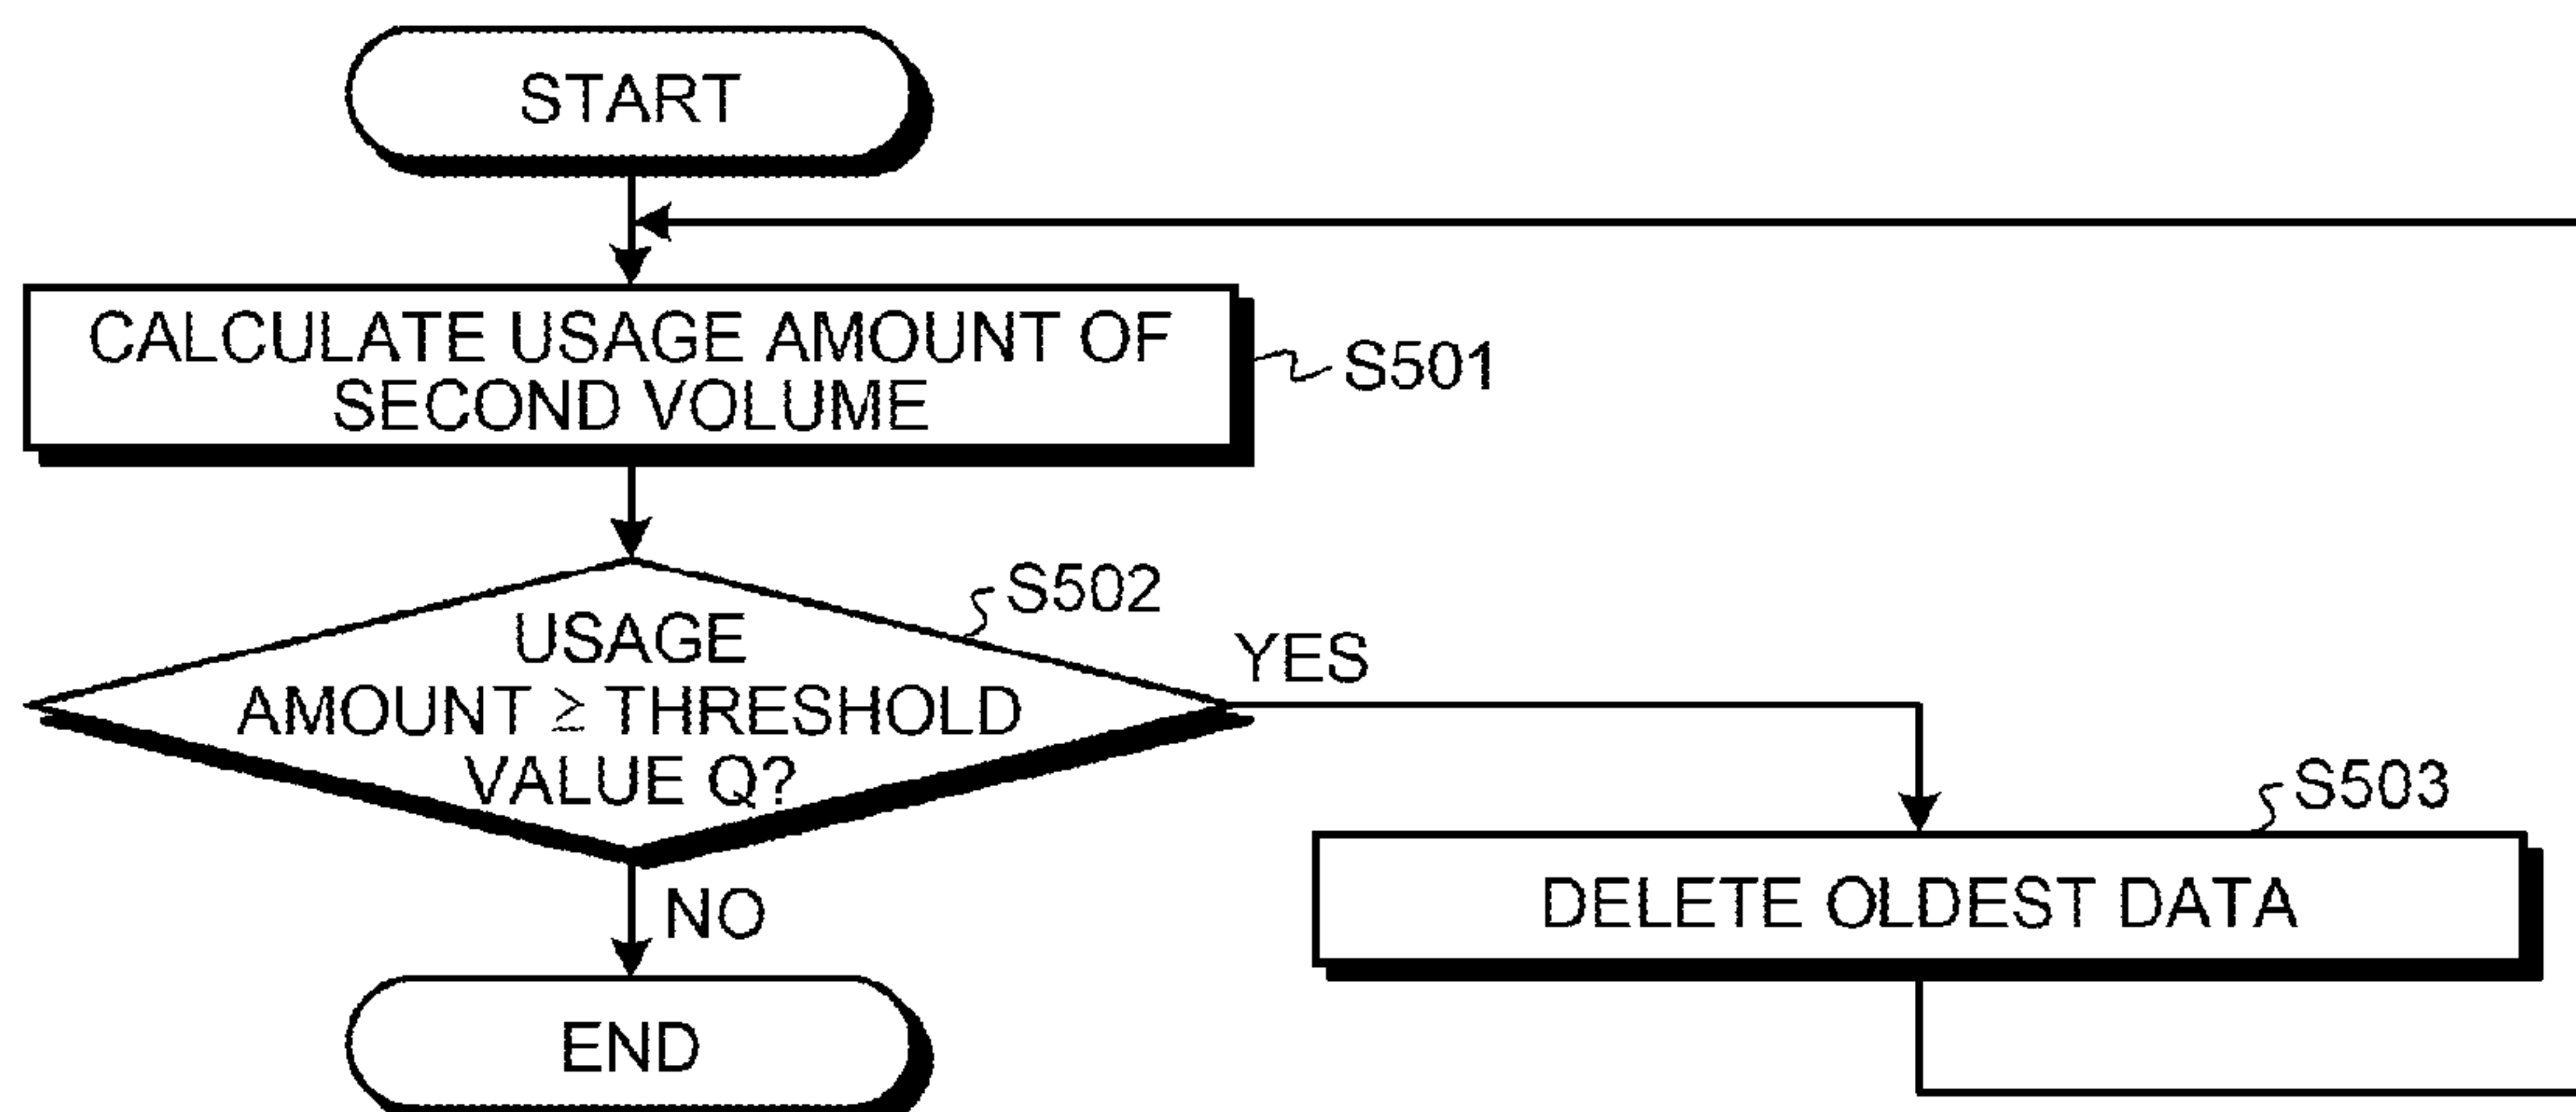 START
CALCULATE USAGE AMOUNT OF
SECOND VOLUME
S501
S502
USAGE
AMOUNT ≥ THRESHOLD
VALUE Q?
YES
S503
DELETE OLDEST DATA
NO
END